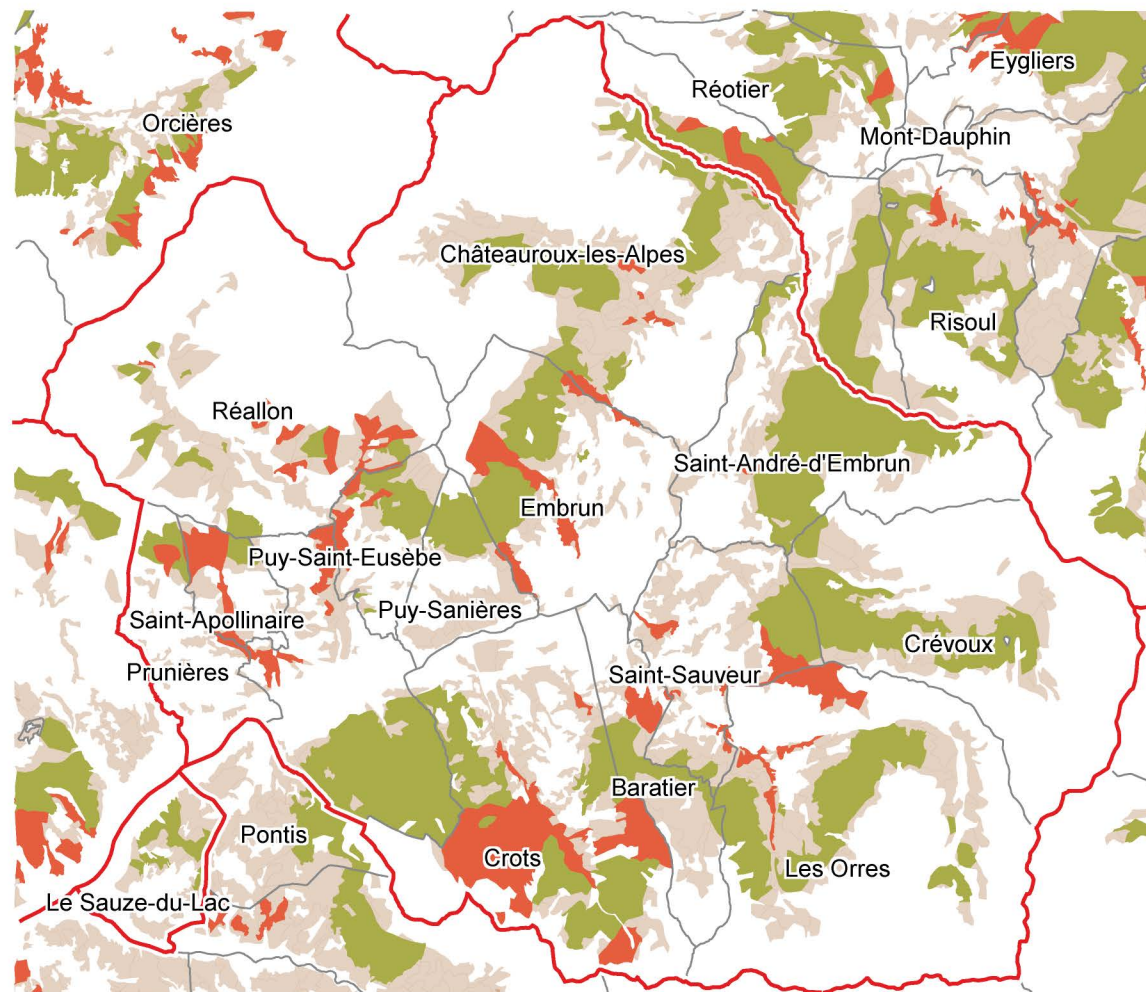 Eygliers
Réotier
Orcières
Mont-Dauphin
Châteauroux-les-Alpes
Risoul
Réallon
Saint-André-d'Embrun
Embrun
Puy-Saint-Eusèbe
Puy-Sanières
Saint-Apollinaire
Crévoux
Prunières
Saint-Sauveur
Baratier
Pontis
Crots
Les Orres
Le Sauze-du-Lac